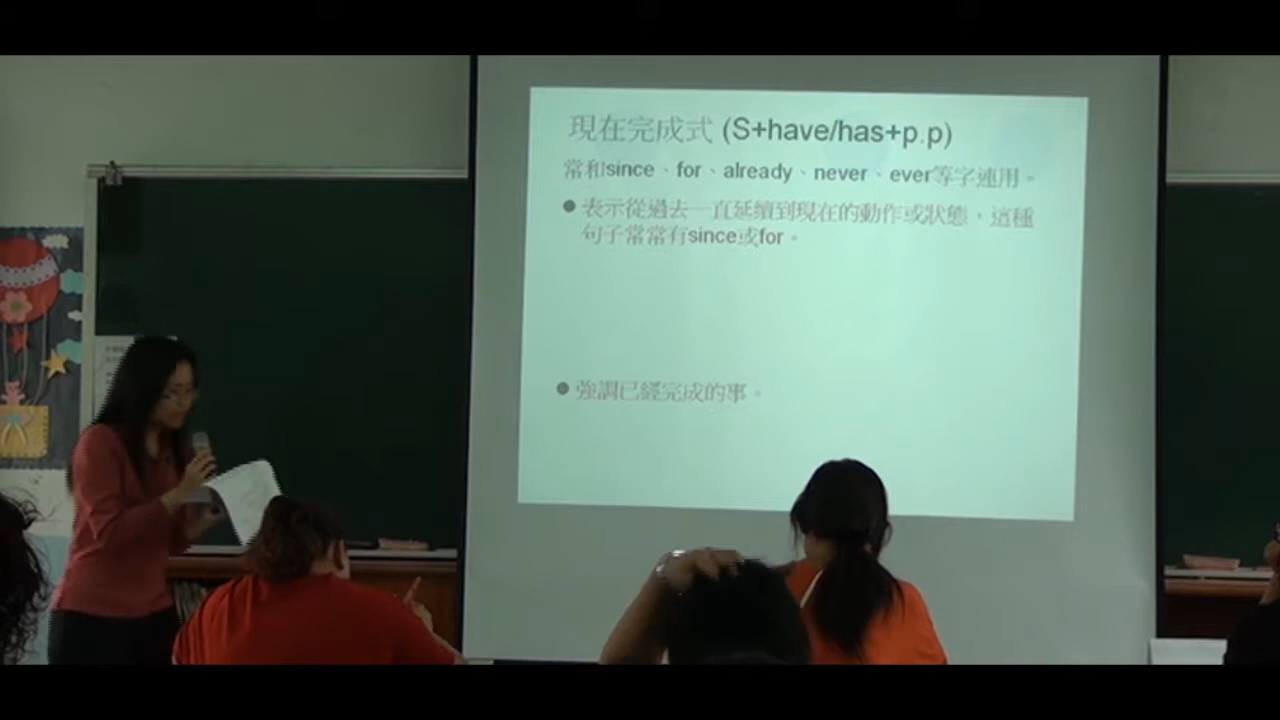 現在完成式 (S+have/has+p.p)
常和since、for、already、never、ever等字連用。
●表示從過去一直延續到現在的動作或狀態，這種
句子常常有since或for。
●強調已經完成的事。